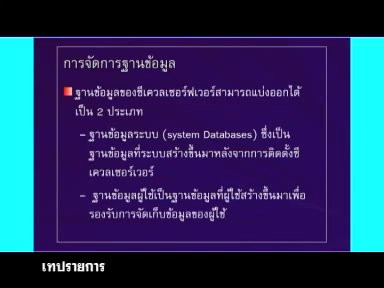 การจัดการฐานข้อมูล
ฐานข้อมูลของซีเควลเซอร์ฟเวอร์สามารถแบ่งออกได้
เป็น 2 ประเภท
– ฐานข้อมูลระบบ (system Databases) ซึ่งเป็น
ฐานข้อมูลที่ระบบสร้างขึ้นมาหลังจากการติดตั้งซี
เควลเซอร์เวอร์
– ฐานข้อมูลผู้ใช้เป็นฐานข้อมูลที่ผู้ใช้สร้างขึ้นมาเพื่อ
รองรับการจัดเก็บข้อมูลของผู้ใช้
เทปรายการ